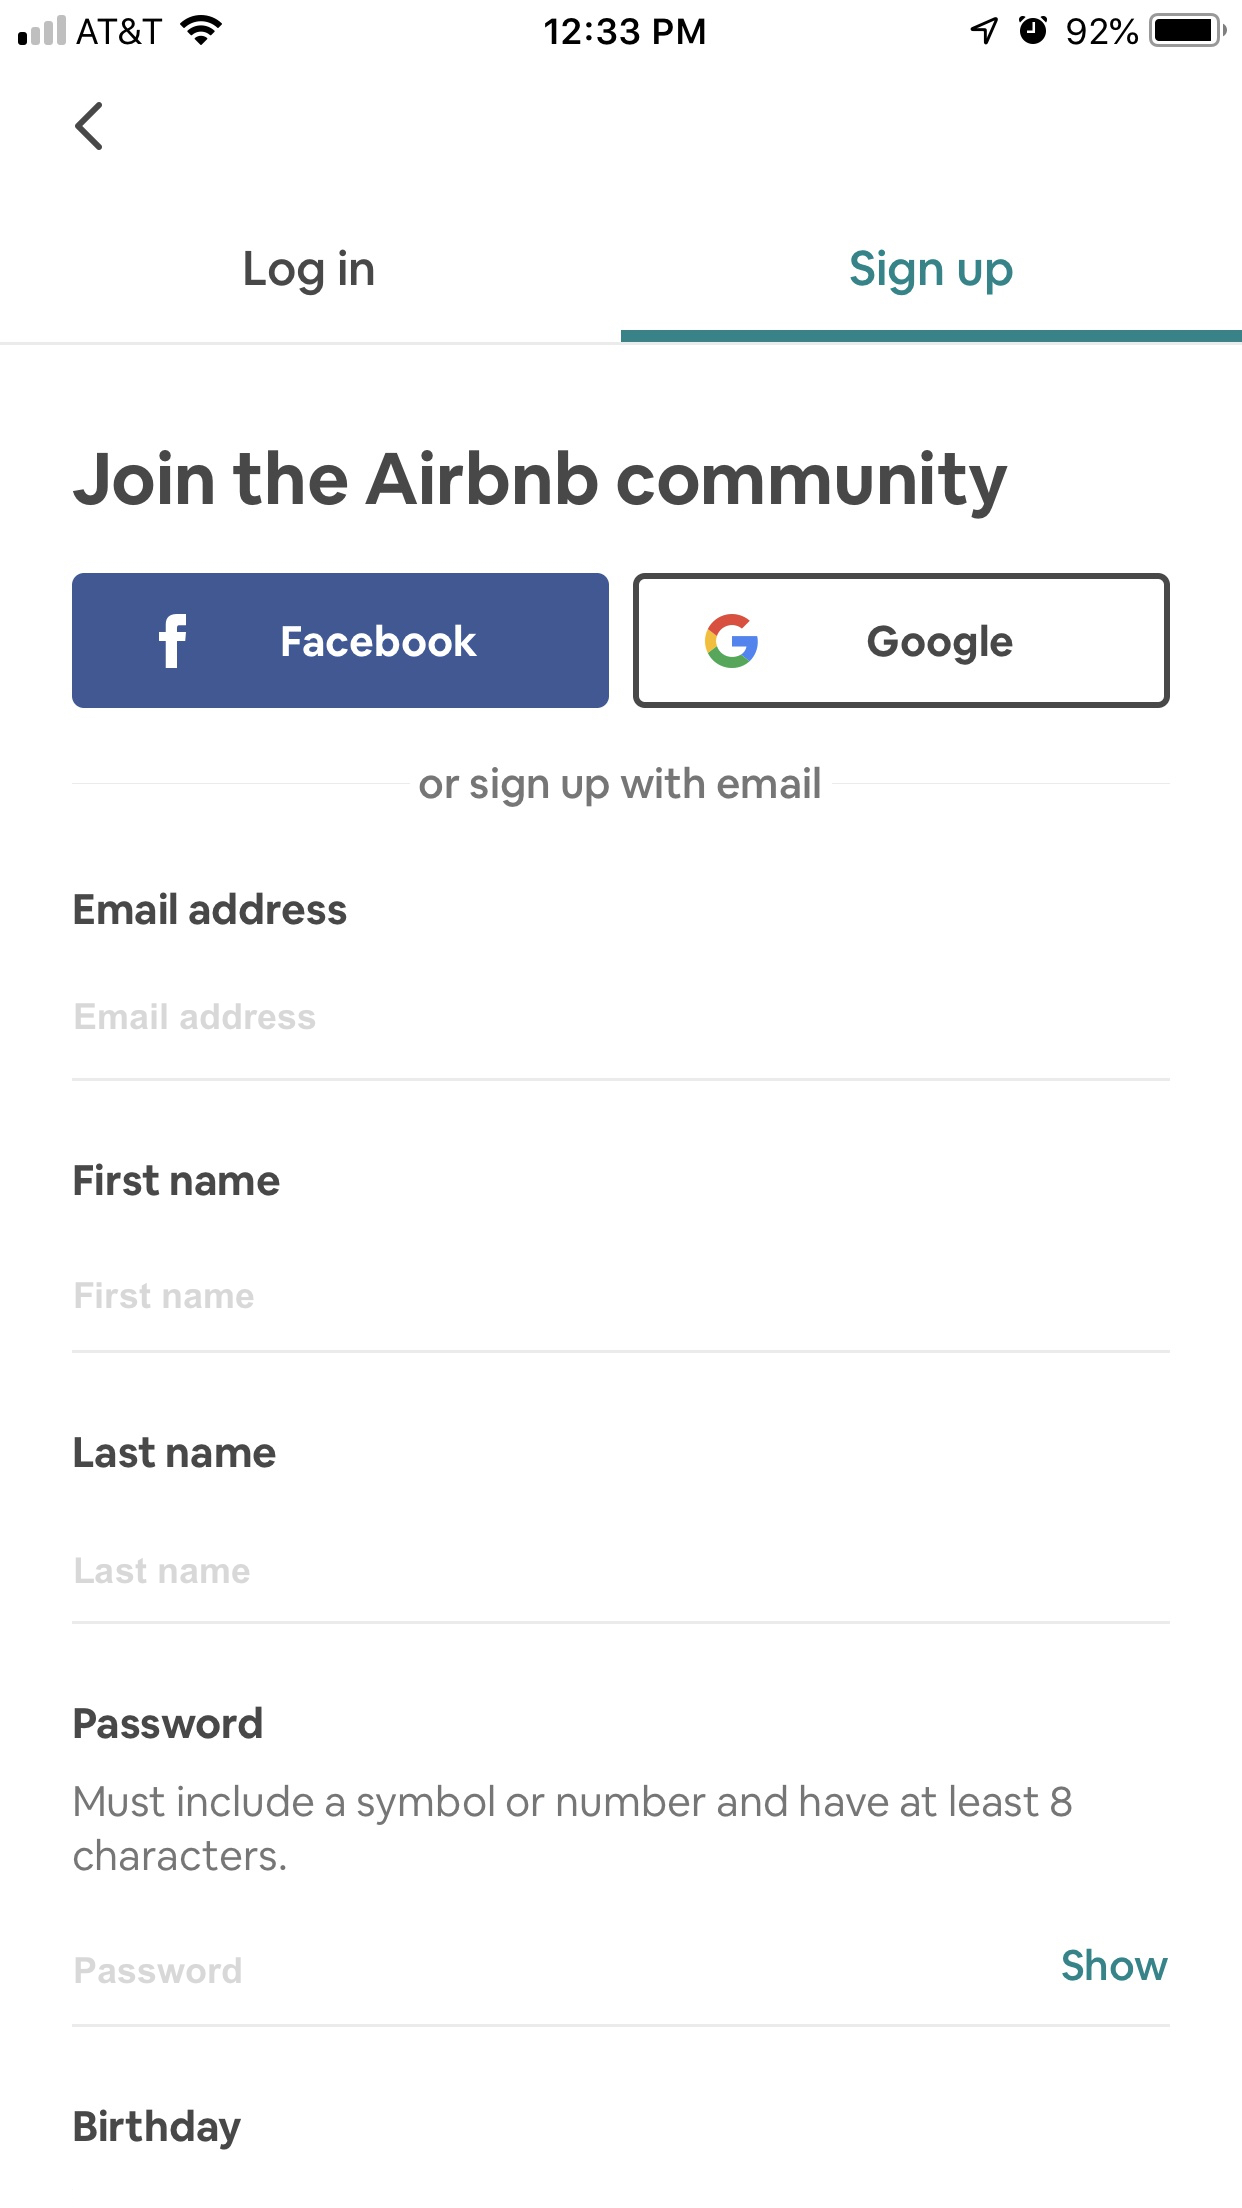 AT&T 12:33 PM 92%
Log in Sign up
Join the Airbnb community
Facebook Google
or sign up with email
Email address
Email address
First name
First name
Last name
Last name
Password
Must include a symbol or number and have at least 8
characters.
Password Show
Birthday